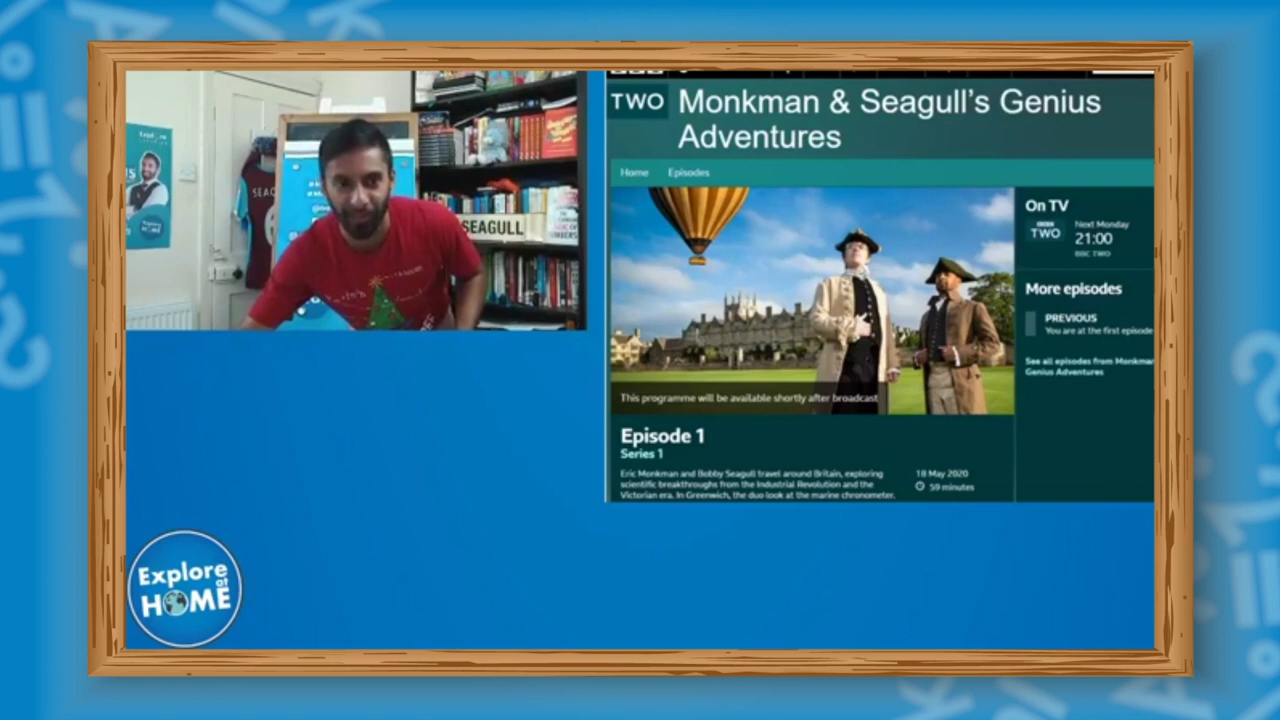 TWO
Monkman & Seagull's Genius
Adventures
Home
Episodes
SEAGULL
On TV
BBC
TWO
Next Monday
21:00
BBC TWO
More episodes
PREVIOUS
You are at the first episode
See all episodes from Monkman
Genius Adventures
This programme will be available shortly after broadcast
Episode 1
Series 1
Eric Monkman and Bobby Seagull travel around Britain, exploring
scientific breakthroughs from the Industrial Revolution and the
Victorian era. In Greenwich, the duo look at the marine chronometer.
18 May 2020
59 minutes
Explore
at
HOME